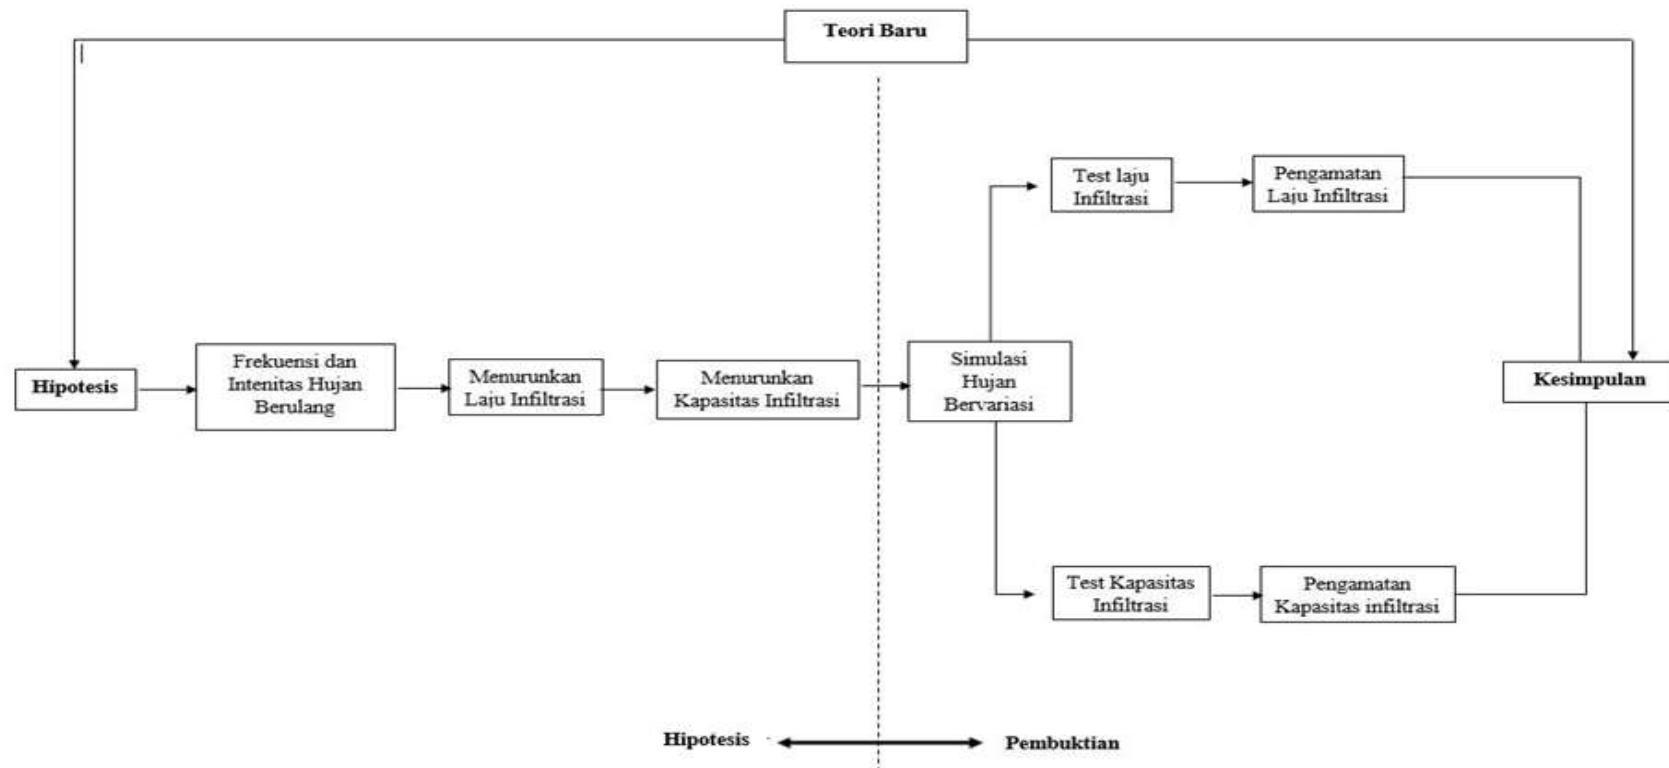 Teori Baru
Test laju
Infiltrasi
Pengamatan
Laju Infiltrasi
Hipotesis
Frekuensi dan
Intenitas Hujan
Berulang
Menurunkan
Laju Infiltrasi
Menurunkan
Kapasitas Infiltrasi
Simulasi
Hujan
Bervariasi
Kesimpulan
Test Kapasitas
Infiltrasi
Pengamatan
Kapasitas infiltrasi
Hipotesis
Pembuktian